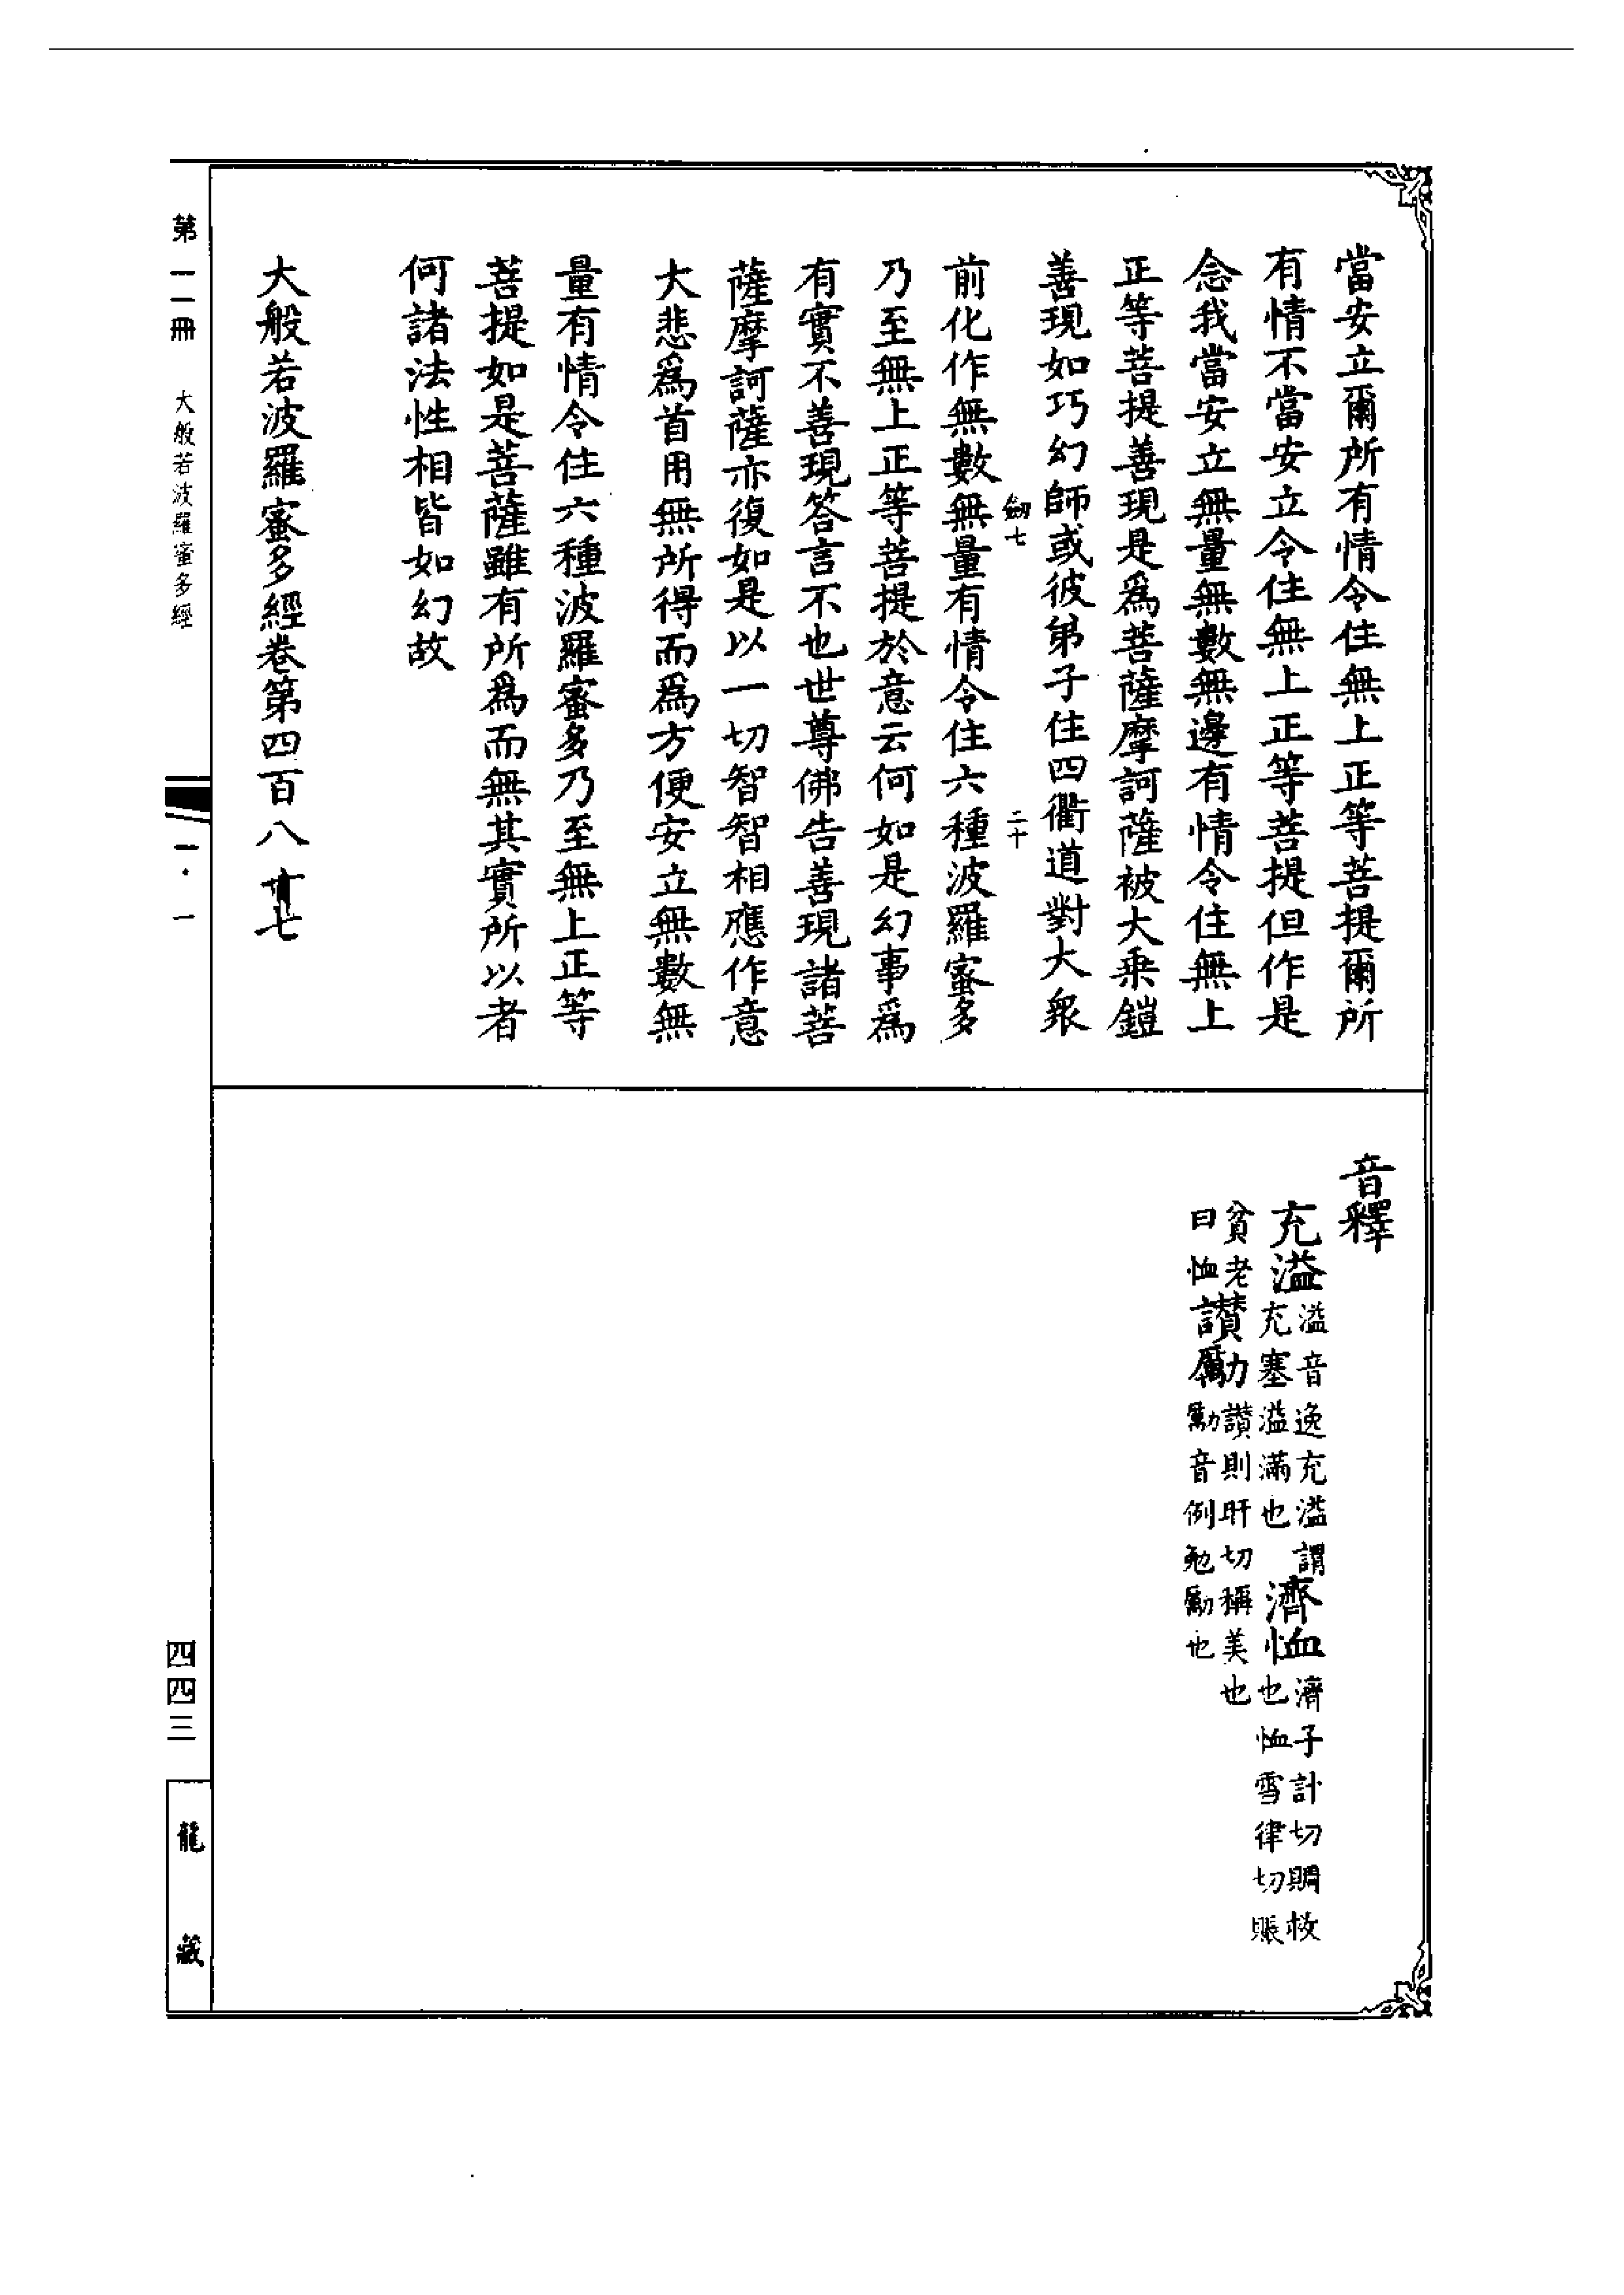 當安立爾所有情令住無上正等菩提爾所
有情不當安立令住無上正等菩提但作是
念我當安立無量無數無邊有情令住無上
正等菩提善現是爲菩薩摩訶薩被大乘鎧
善現如巧幻師或彼弟子住四衢道對大衆
劒七 二十
前化作無數無量有情令住六種波羅蜜多
乃至無上正等菩提於意云何如是幻事爲
有實不善現答言不也世尊佛告善現諸菩
薩摩訶薩亦復如是以一切智智相應作意
大悲爲首用無所得而爲方便安立無數無
量有情令住六種波羅蜜多乃至無上正等
菩提如是菩薩雖有所爲而無其實所以者
何諸法性相皆如幻故
大般若波羅蜜多經卷第四百八十七
音釋
充溢 溢音逸充溢謂充塞溢滿也 濟恤 濟子計切賙救也恤雪律切賑
貧老曰恤 讃勵 讃則旰切稱美也勵音例勉勵也
第一一冊 大般若波羅蜜多經 一·一 四四三 龍藏